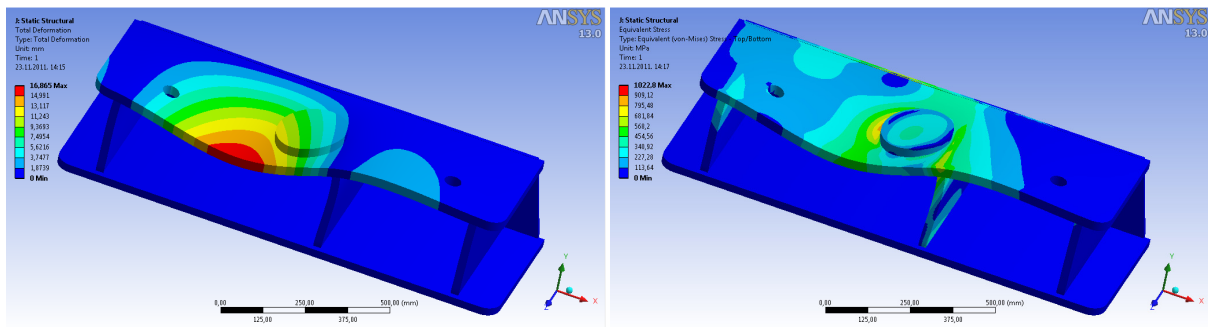 J: Static Structural
Total Deformation
Type: Total Deformation
Unit: mm
Time: 1
23.11.2011. 14:15
16,865 Max
14,991
13,117
11,243
9,3693
7,4954
5,6216
3,7477
1,8739
0 Min
ANSYS
13.0
0,00
250,00
500,00 (mm)
125,00
375,00
Y
X
Z
J: Static Structural
Equivalent Stress
Type: Equivalent (von-Mises) Stress Top/Bottom
Unit: MPa
Time: 1
23.11.2011. 14:17
1022,8 Max
909,12
795,48
681,84
568,2
454,56
340,92
227,28
113,64
0 Min
ANSYS
13.0
0,00
250,00
500,00 (mm)
125,00
375,00
Y
X
Z